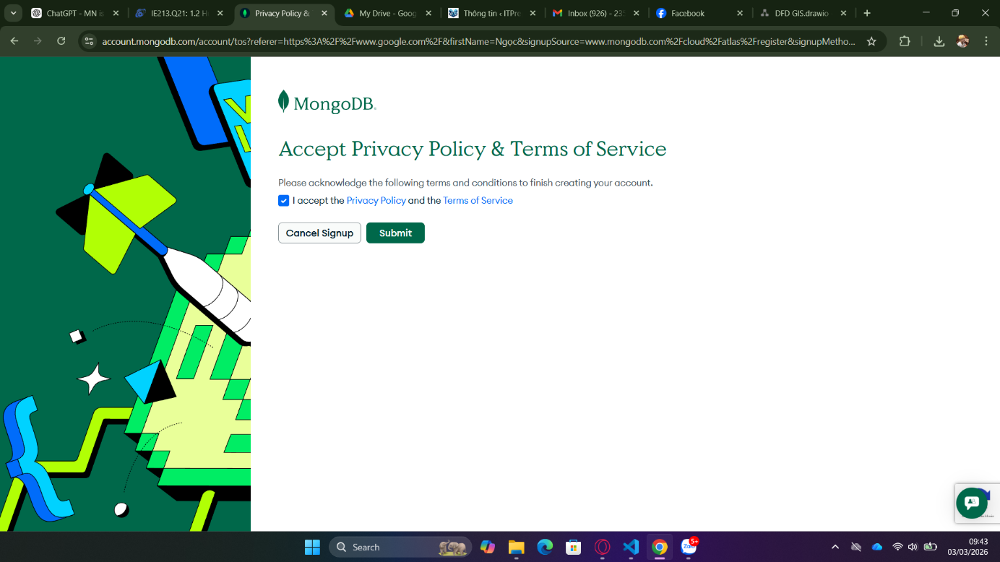 ChatGPT - MN is
IE213.Q21: 1.2 H
Privacy Policy &
My Drive - Goog
Thông tin ‹ ITPre
Inbox (926) - 23
Facebook
DFD GIS.drawio
account.mongodb.com/account/tos?referer=https%3A%2F%2Fwww.google.com%2F&firstName=Ngọc&signupSource=www.mongodb.com%2Fcloud%2Fatlas%2Fregister&signupMetho...
MongoDB.
Accept Privacy Policy & Terms of Service
Please acknowledge the following terms and conditions to finish creating your account.
I accept the Privacy Policy and the Terms of Service
Cancel Signup
Submit
Search
Zalo
5+
09:43
03/03/2026